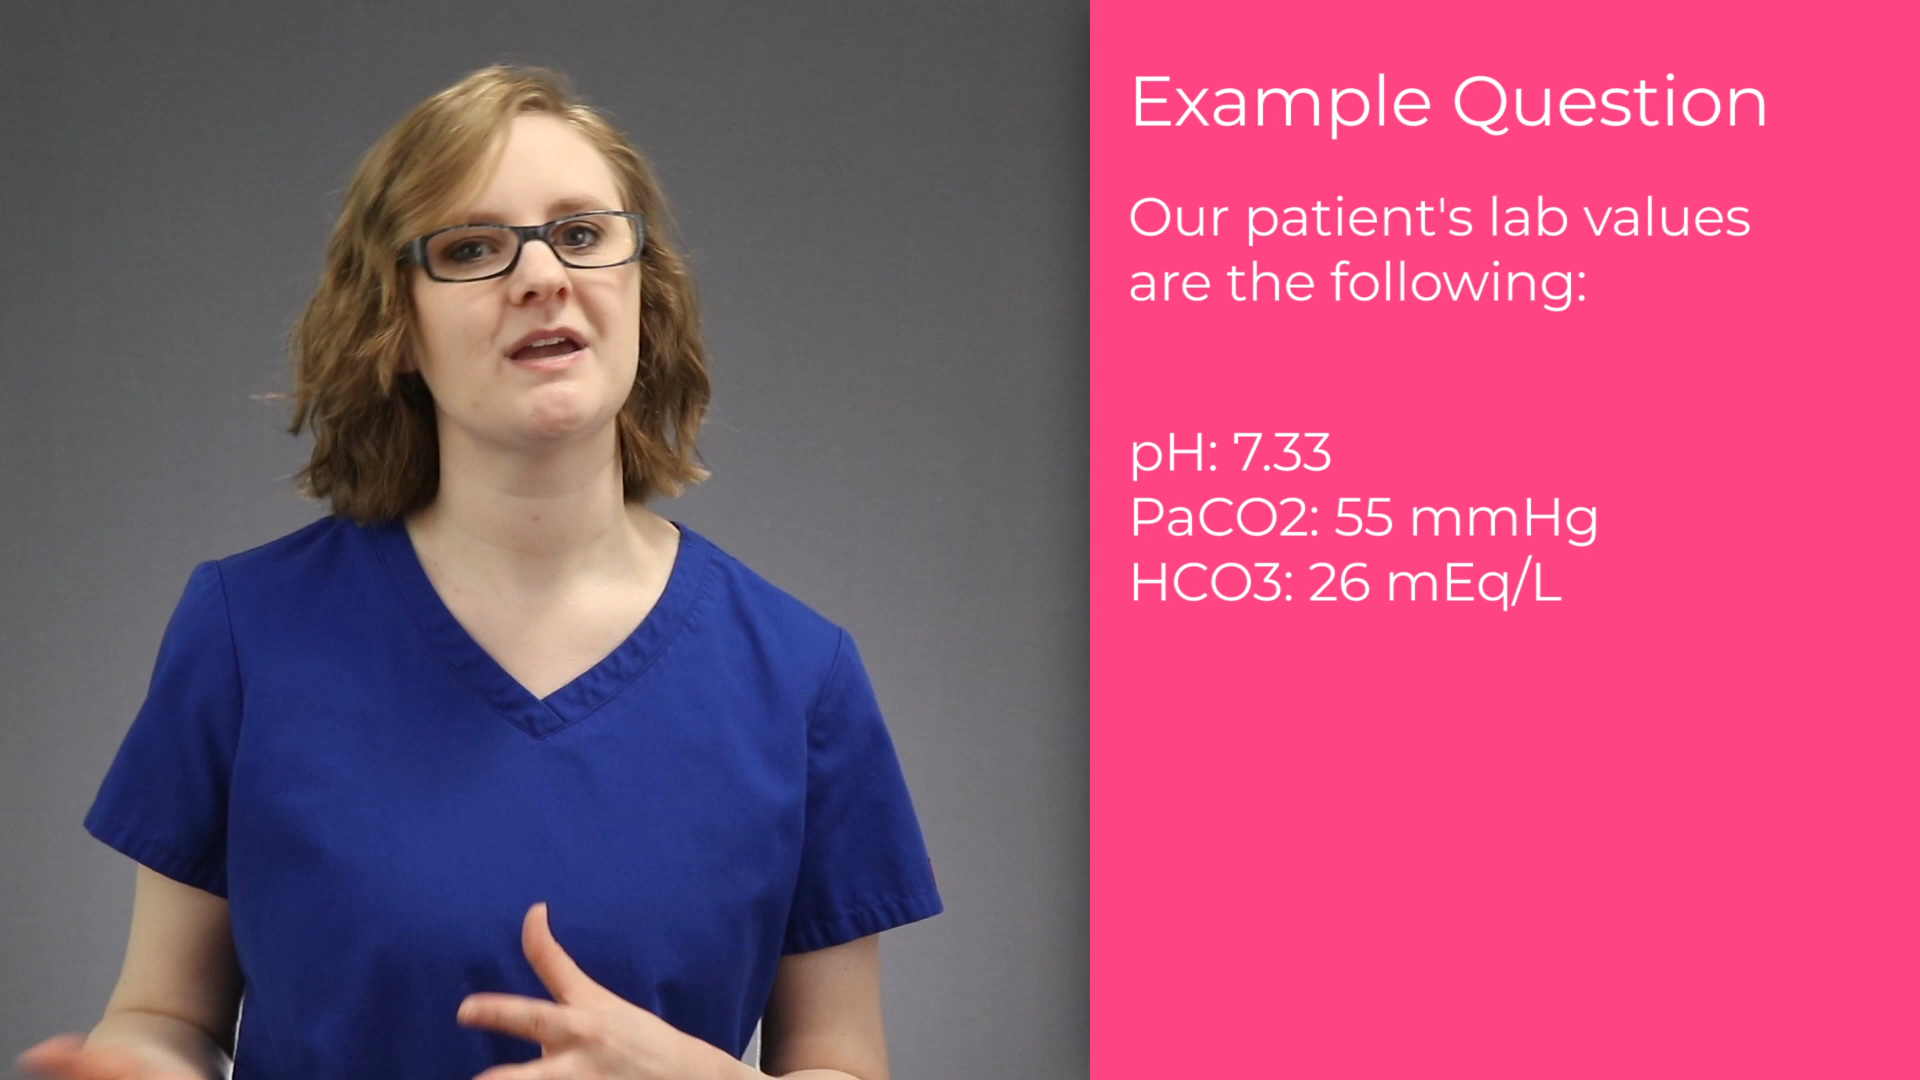 Example Question
Our patient's lab values
are the following:
pH: 7.33
PaCO2: 55 mmHg
HCO3: 26 mEq/L